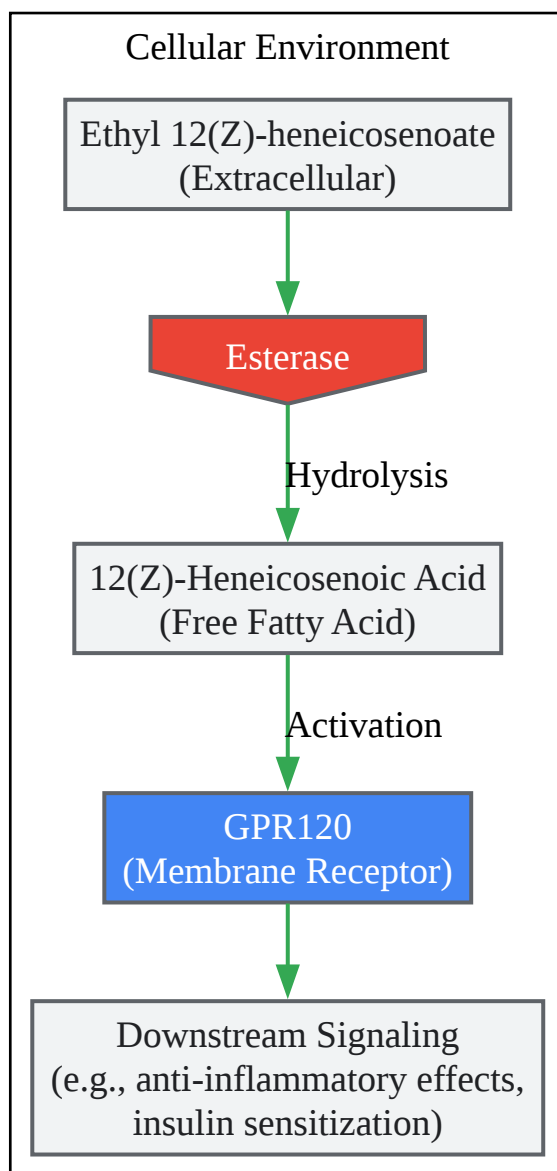 Cellular Environment
Ethyl 12(Z)-heneicosenoate
(Extracellular)
Esterase
Hydrolysis
12(Z)-Heneicosenoic Acid
(Free Fatty Acid)
Activation
GPR120
(Membrane Receptor)
Downstream Signaling
(e.g., anti-inflammatory effects,
insulin sensitization)